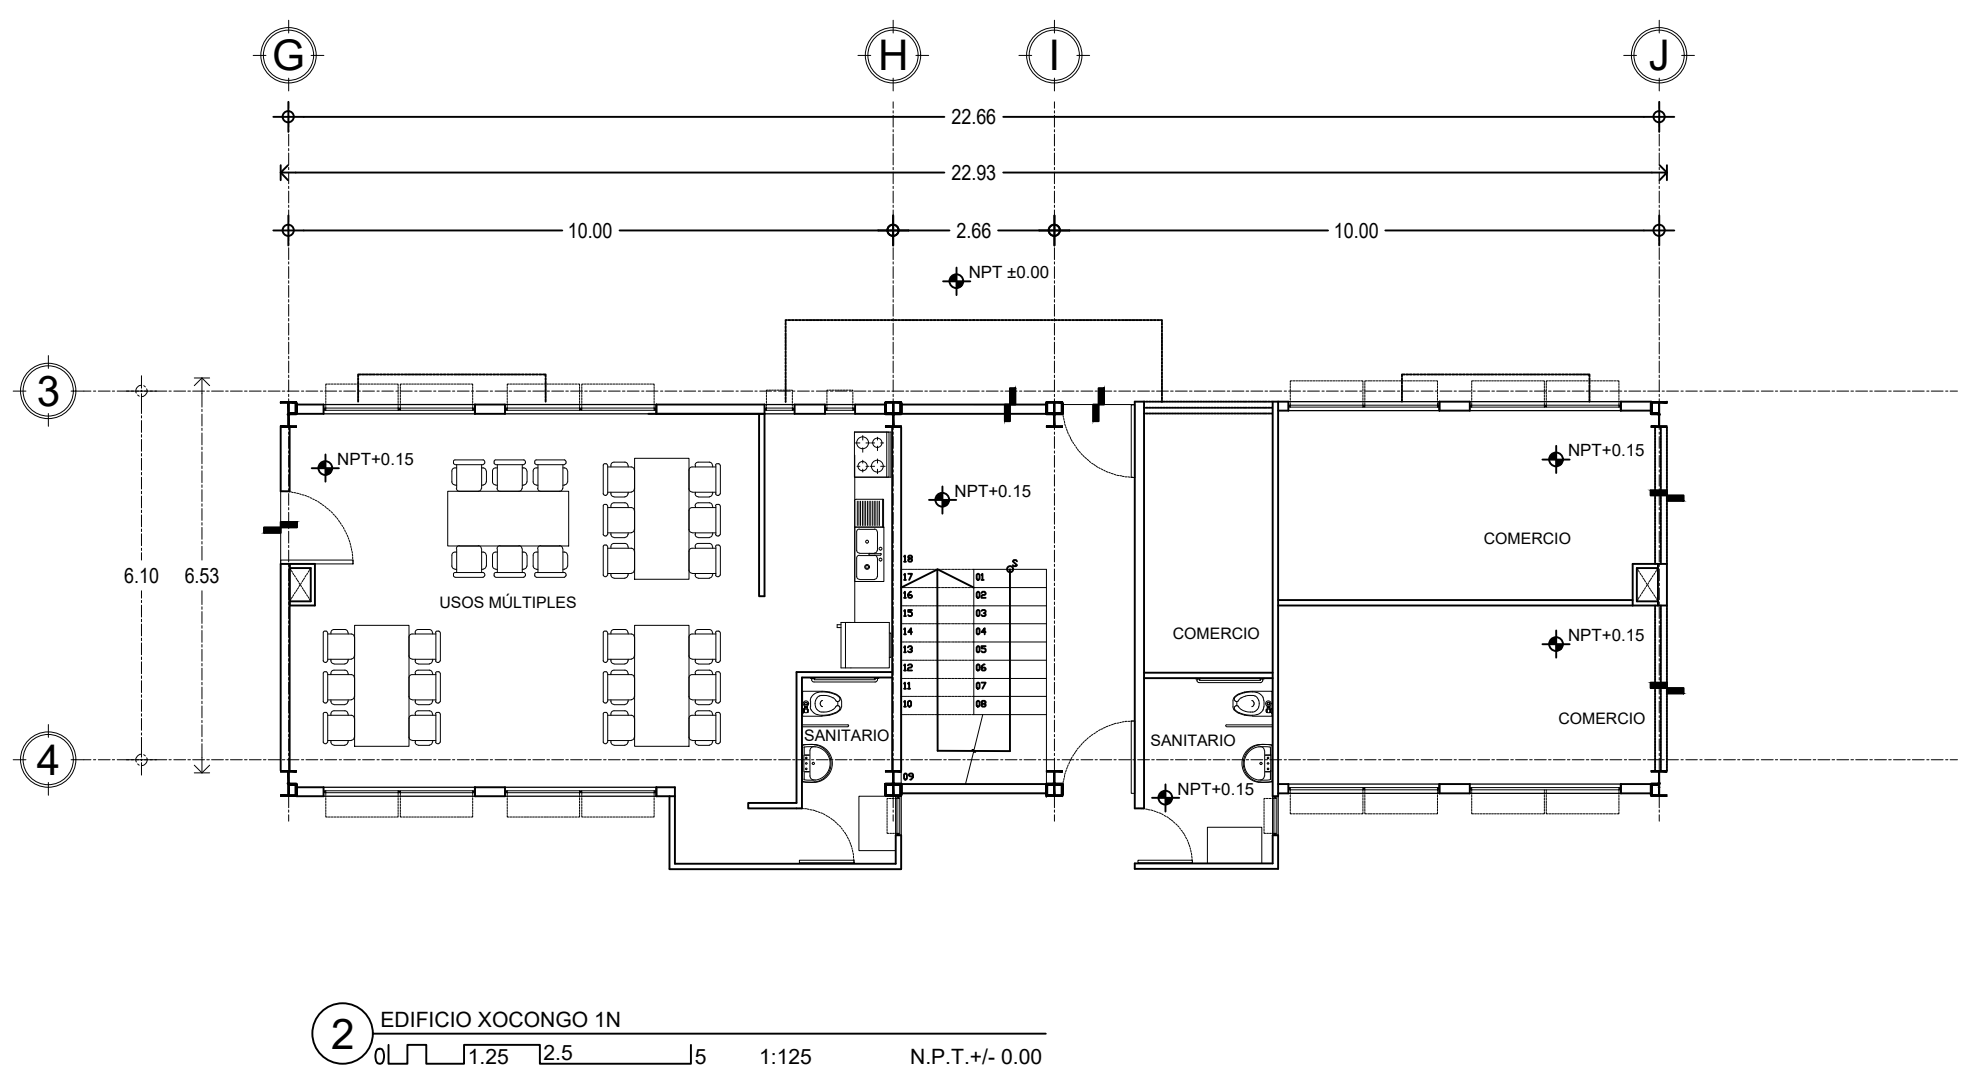 G H I J
22.66
22.93
10.00 2.66 10.00
NPT ±0.00
3
NPT+0.15
NPT+0.15
NPT+0.15
COMERCIO
6.10 6.53
USOS MÚLTIPLES
18
17
16
15
14
13
12
11
10
09
S
01
02
03
04
05
06
07
08
COMERCIO
NPT+0.15
COMERCIO
SANITARIO
SANITARIO
4
NPT+0.15
2
EDIFICIO XOCONGO 1N
0 1.25 2.5 5 1:125 N.P.T.+/- 0.00